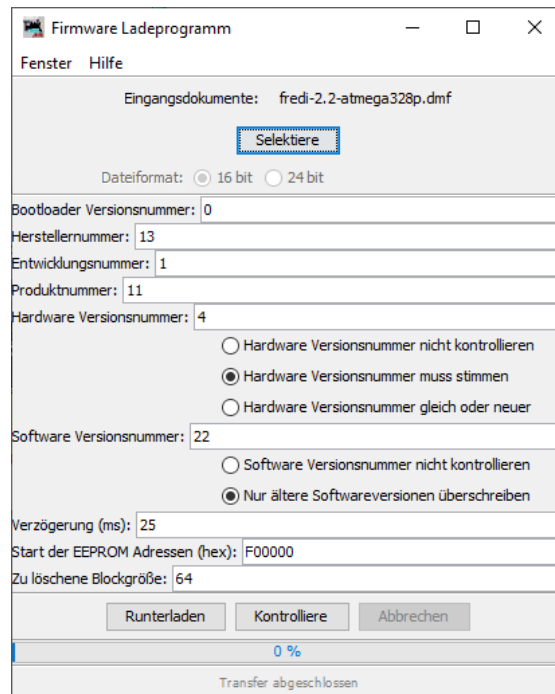 Firmware Ladeprogramm
Fenster Hilfe
Eingangsdokumente: fredi-2.2-atmega328p.dmf
Selektiere
Dateiformat: 16 bit 24 bit
Bootloader Versionsnummer: 0
Herstellernummer: 13
Entwicklungsnummer: 1
Produktnummer: 11
Hardware Versionsnummer: 4
Hardware Versionsnummer nicht kontrollieren
Hardware Versionsnummer muss stimmen
Hardware Versionsnummer gleich oder neuer
Software Versionsnummer: 22
Software Versionsnummer nicht kontrollieren
Nur ältere Softwareversionen überschreiben
Verzögerung (ms): 25
Start der EEPROM Adressen (hex): F00000
Zu löschene Blockgröße: 64
Runterladen Kontrolliere Abbrechen
0 %
Transfer abgeschlossen